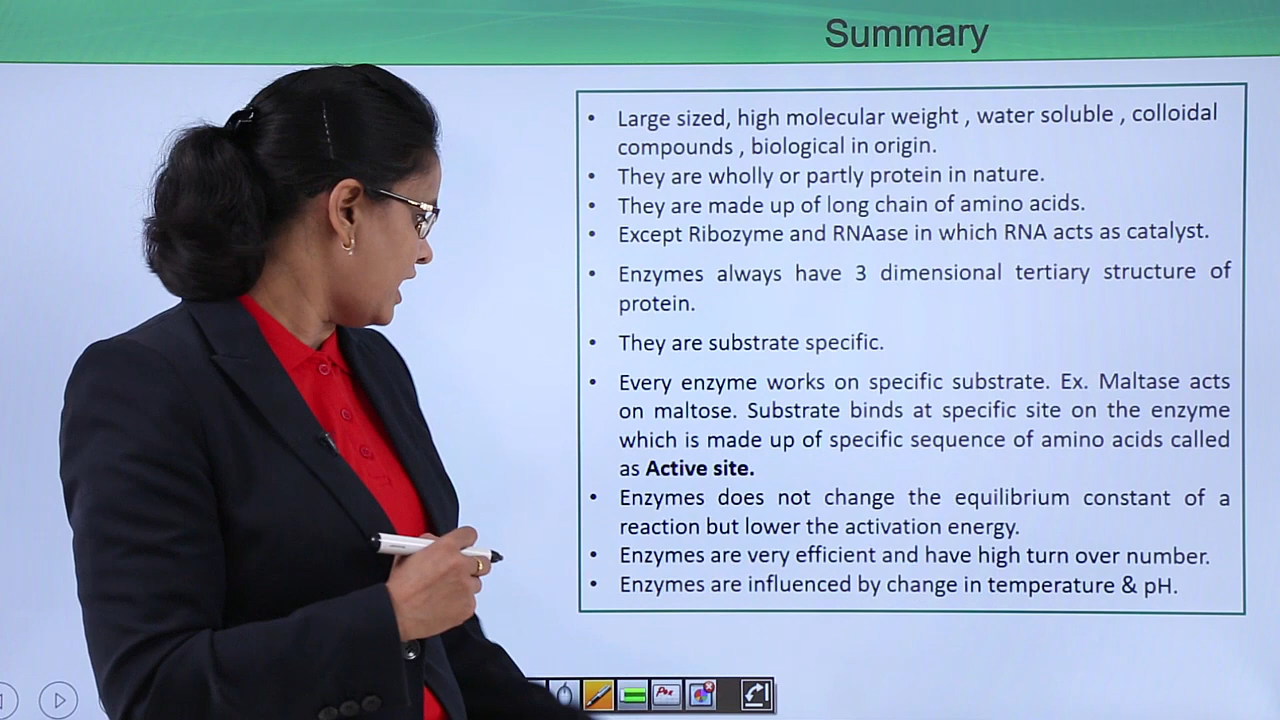 Summary
• Large sized, high molecular weight , water soluble , colloidal
compounds , biological in origin.
• They are wholly or partly protein in nature.
• They are made up of long chain of amino acids.
• Except Ribozyme and RNAase in which RNA acts as catalyst.
• Enzymes always have 3 dimensional tertiary structure of
protein.
• They are substrate specific.
• Every enzyme works on specific substrate. Ex. Maltase acts
on maltose. Substrate binds at specific site on the enzyme
which is made up of specific sequence of amino acids called
as Active site.
• Enzymes does not change the equilibrium constant of a
reaction but lower the activation energy.
• Enzymes are very efficient and have high turn over number.
• Enzymes are influenced by change in temperature & pH.